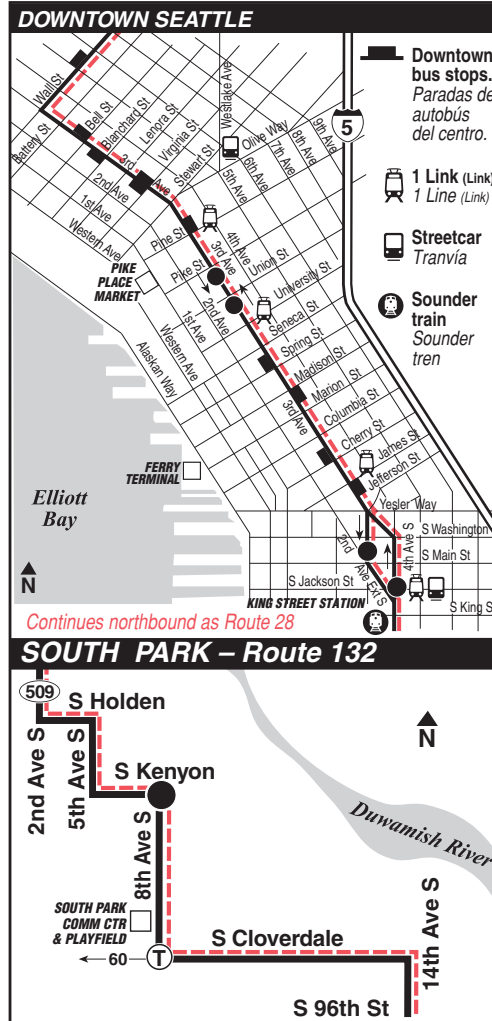 DOWNTOWN SEATTLE
Downtown
bus stops.
Paradas de
autobús
del centro.
1 Link (Link)
1 Line (Link)
Streetcar
Tranvía
Sounder
train
Sounder
tren
5
Wall St
Battery St
Bell St
Blanchard St
Lenora St
Virginia St
Stewart St
Westlake Ave
Olive Way
9th Ave
8th Ave
7th Ave
6th Ave
5th Ave
4th Ave
3rd Ave
3rd Ave
2nd Ave
1st Ave
Western Ave
Pine St
Pike St
Union St
University St
Seneca St
Spring St
Madison St
Marion St
Columbia St
Cherry St
James St
Jefferson St
Yesler Way
PIKE
PLACE
MARKET
2nd Ave
1st Ave
Western Ave
Alaskan Way
3rd Ave
FERRY
TERMINAL
Elliott
Bay
S Washington
S Main St
S Jackson St
S King S
4th Ave S
2nd
Ave Ext S
KING STREET STATION
N
Continues northbound as Route 28
SOUTH PARK – Route 132
509
S Holden
2nd Ave S
5th Ave S
S Kenyon
8th Ave S
N
Duwamish River
SOUTH PARK
COMM CTR
& PLAYFIELD
60
T
S Cloverdale
14th Ave S
S 96th St